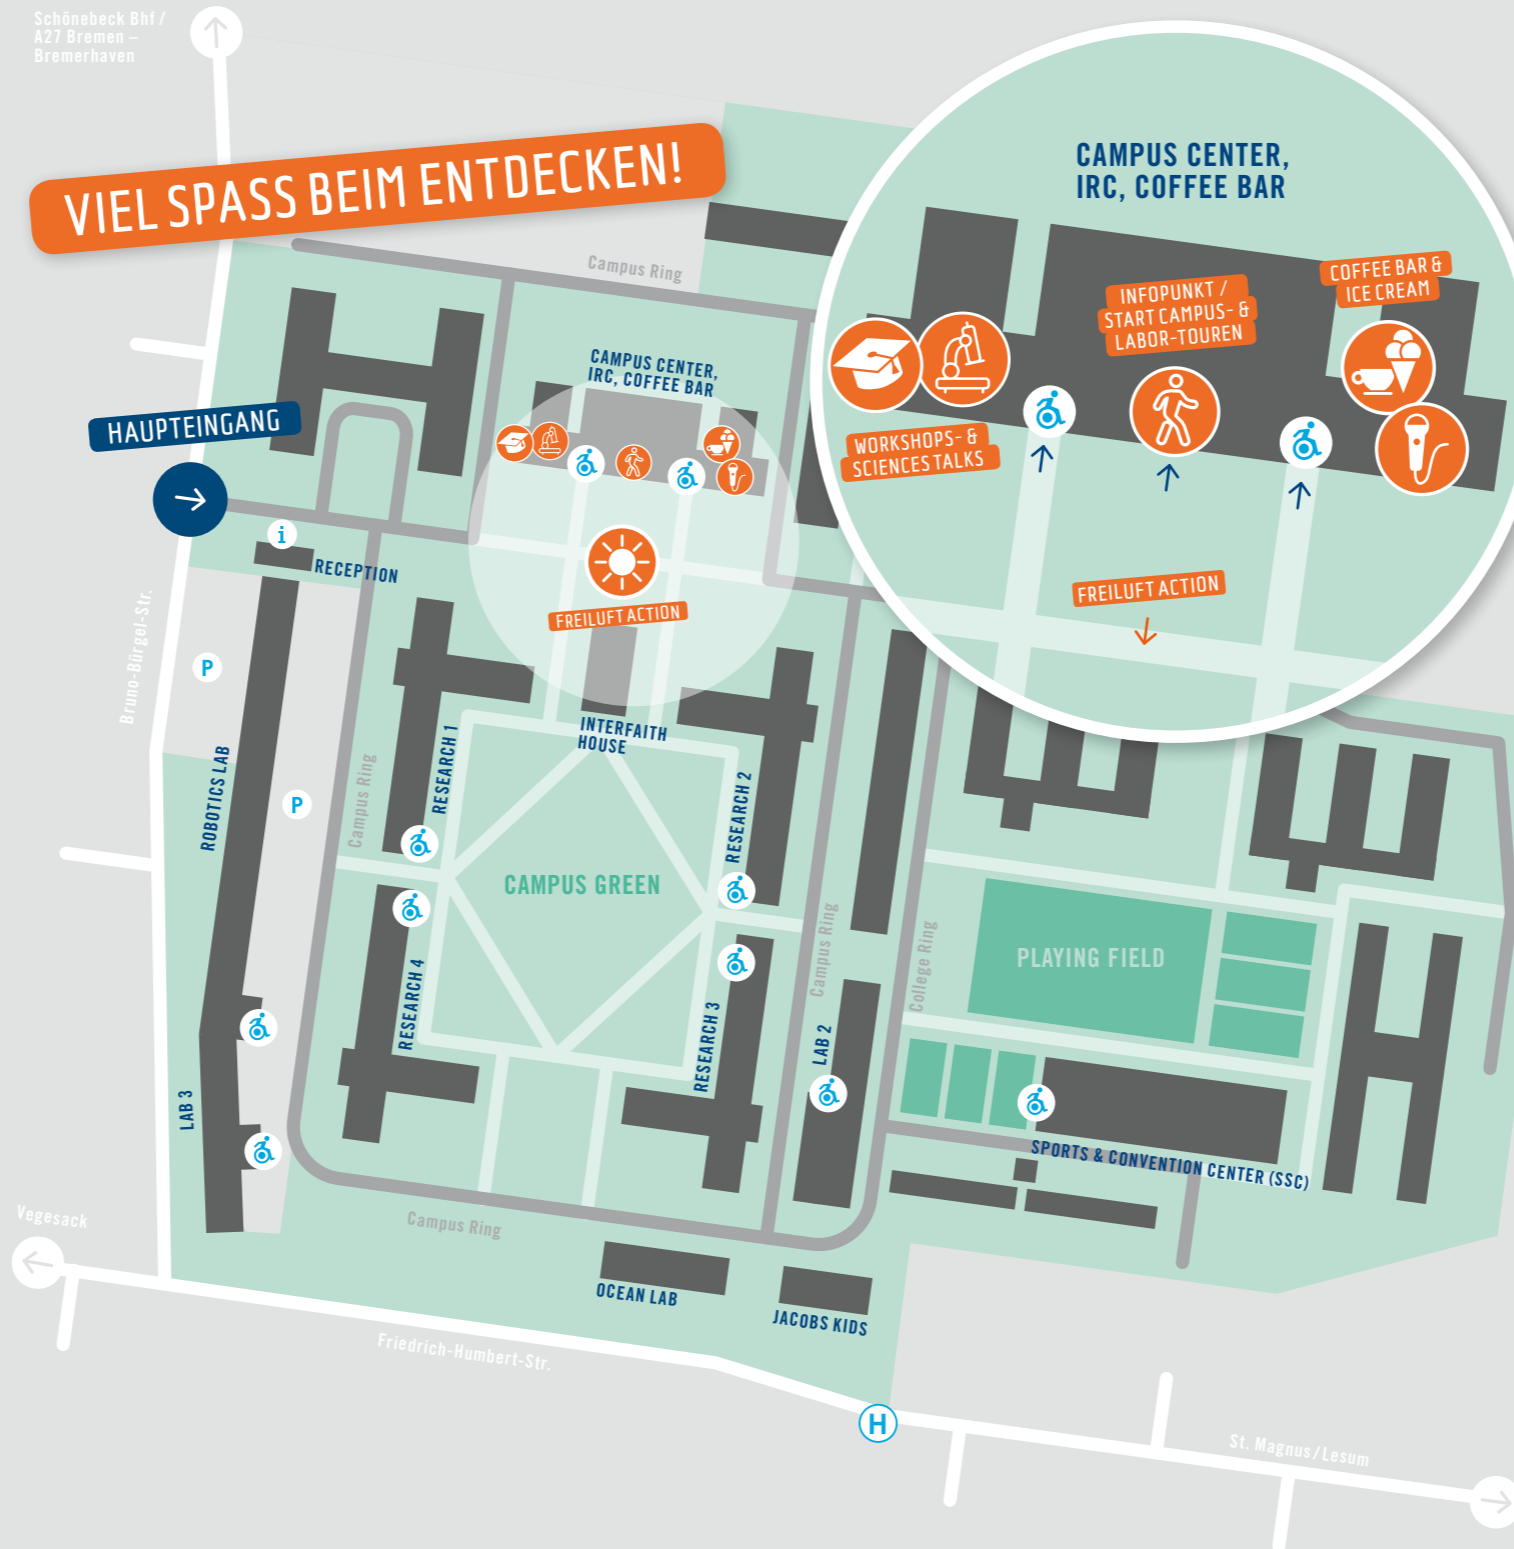 Schönebeck Bhf /
A27 Bremen –
Bremerhaven
VIEL SPASS BEIM ENTDECKEN!
CAMPUS CENTER,
IRC, COFFEE BAR
COFFEE BAR &
ICE CREAM
INFOPUNKT /
START CAMPUS- &
LABOR-TOUREN
WORKSHOPS- &
SCIENCES TALKS
FREILUFT ACTION
Campus Ring
CAMPUS CENTER,
IRC, COFFEE BAR
HAUPTEINGANG
i
RECEPTION
FREILUFT ACTION
Bruno-Bürgel-Str.
P
P
ROBOTICS LAB
Campus Ring
RESEARCH 1
INTERFAITH
HOUSE
RESEARCH 2
CAMPUS GREEN
RESEARCH 4
RESEARCH 3
Campus Ring
College Ring
PLAYING FIELD
LAB 2
LAB 3
SPORTS & CONVENTION CENTER (SSC)
Vegesack
Campus Ring
OCEAN LAB
JACOBS KIDS
Friedrich-Humbert-Str.
H
St. Magnus / Lesum